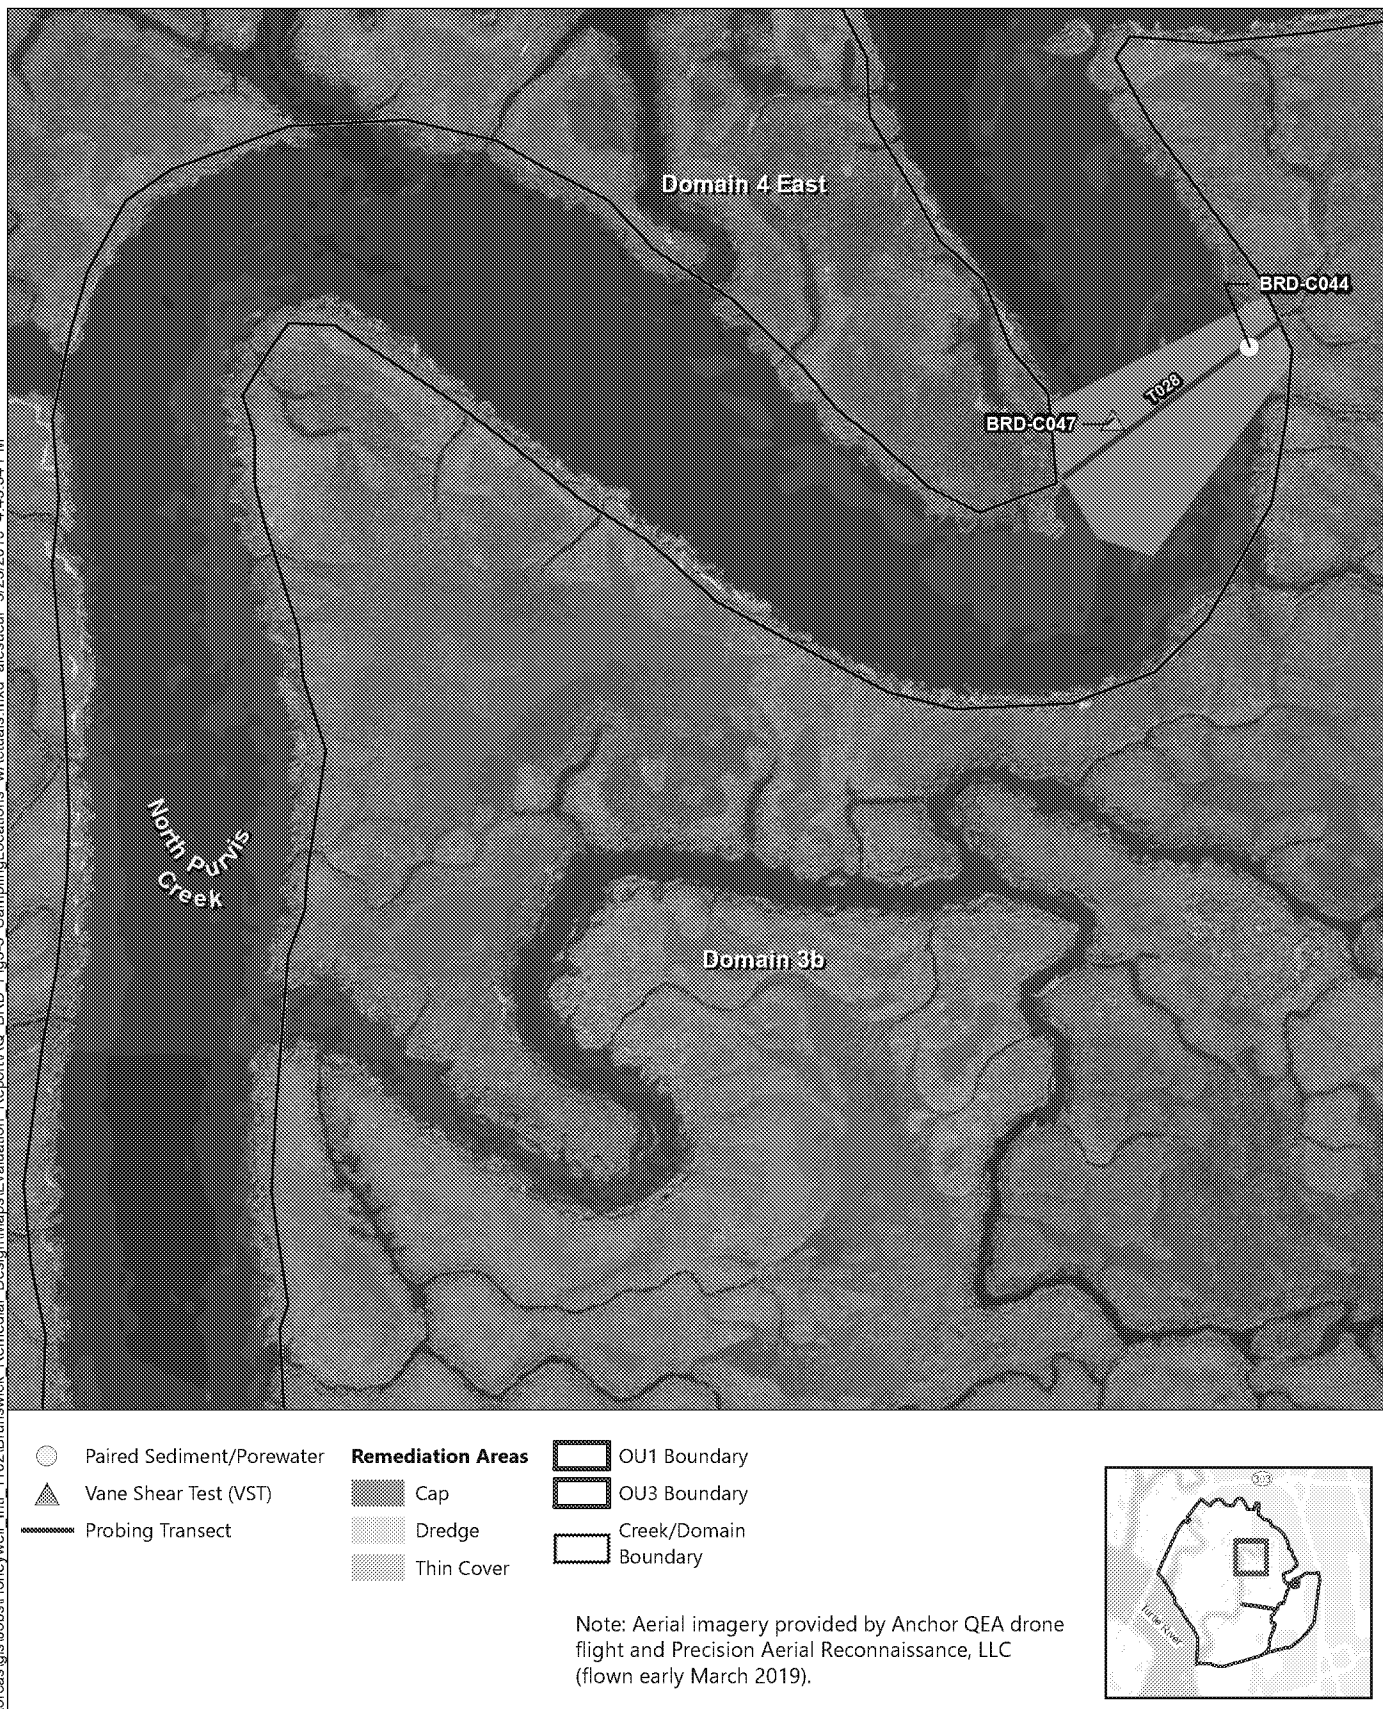 Domain 4 East
BRD-C044
T028
BRD-C047
North Purvis
Creek
Domain 3b
Paired Sediment/Porewater
Vane Shear Test (VST)
Probing Transect
Remediation Areas
Cap
Dredge
Thin Cover
OU1 Boundary
OU3 Boundary
Creek/Domain
Boundary
Note: Aerial imagery provided by Anchor QEA drone
flight and Precision Aerial Reconnaissance, LLC
(flown early March 2019).
Turtle River